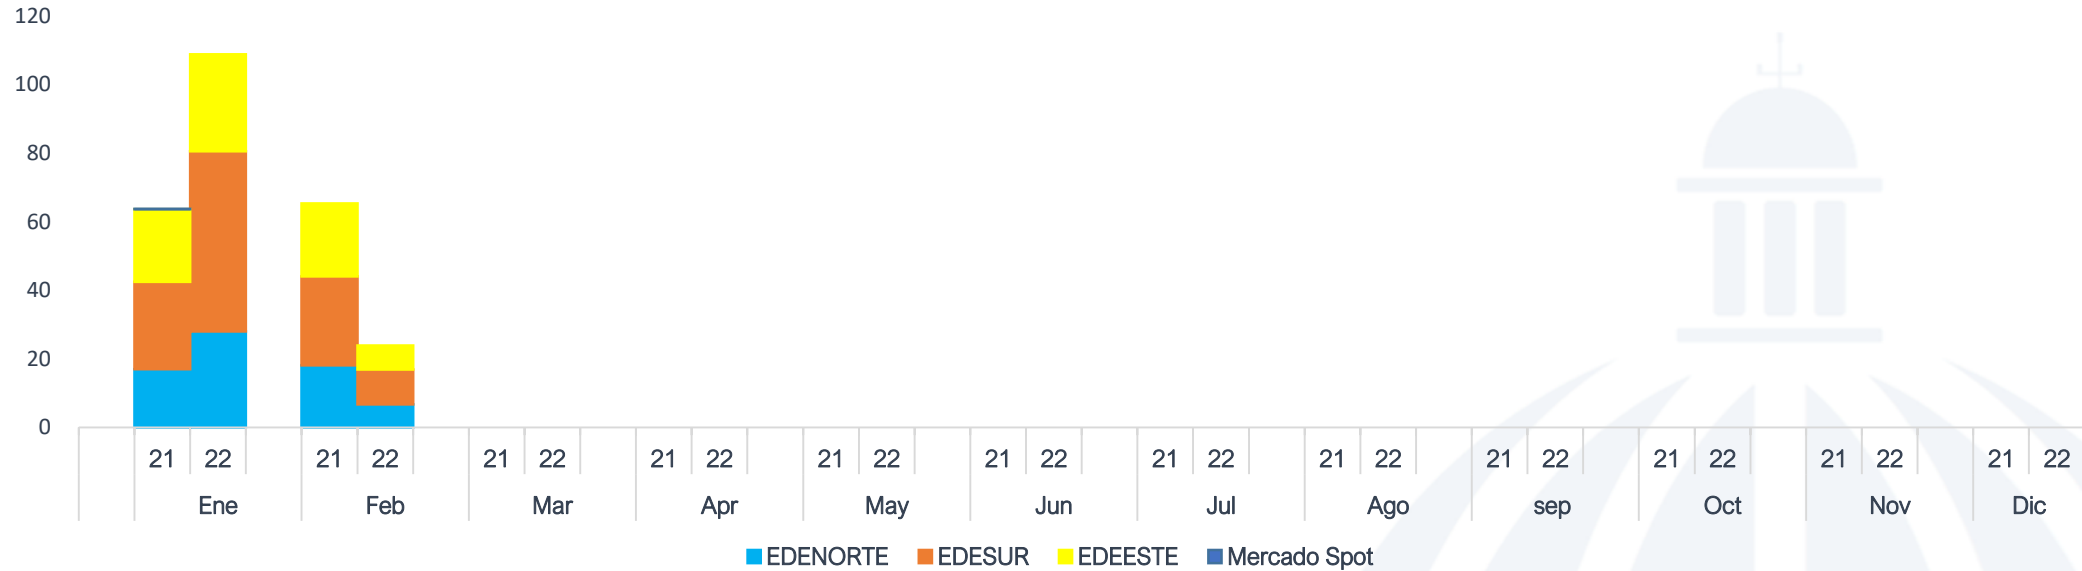 120
100
80
60
40
20
0
21 22 21 22 21 22 21 22 21 22 21 22 21 22 21 22 21 22 21 22 21 22 21 22
Ene Feb Mar Apr May Jun Jul Ago sep Oct Nov Dic
EDENORTE EDESUR EDEESTE Mercado Spot